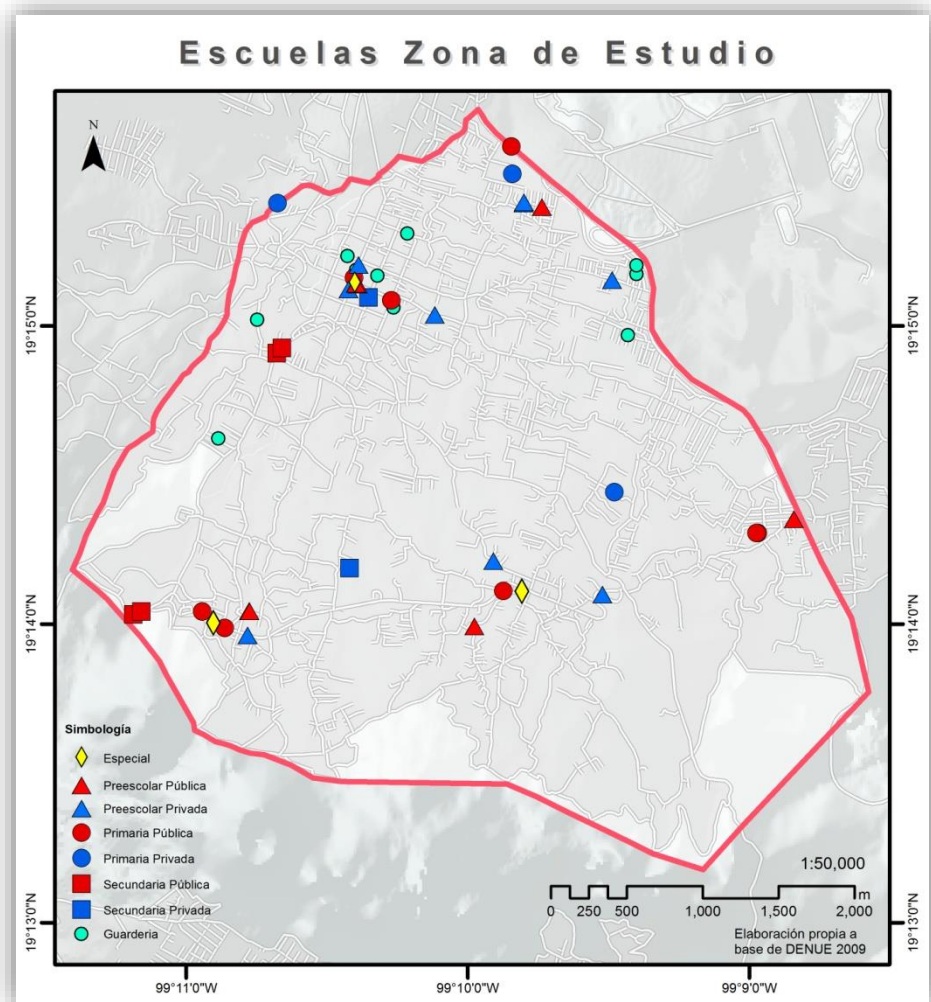 Escuelas Zona de Estudio
N
19°15'0"N
19°15'0"N
19°14'0"N
19°14'0"N
Simbología
Especial
Preescolar Pública
Preescolar Privada
Primaria Pública
Primaria Privada
Secundaria Pública
Secundaria Privada
Guarderia
1:50,000
0 250 500 1,000 1,500 2,000 m
Elaboración propia a
base de DENUE 2009
19°13'0"N
19°13'0"N
99°11'0"W
99°10'0"W
99°9'0"W